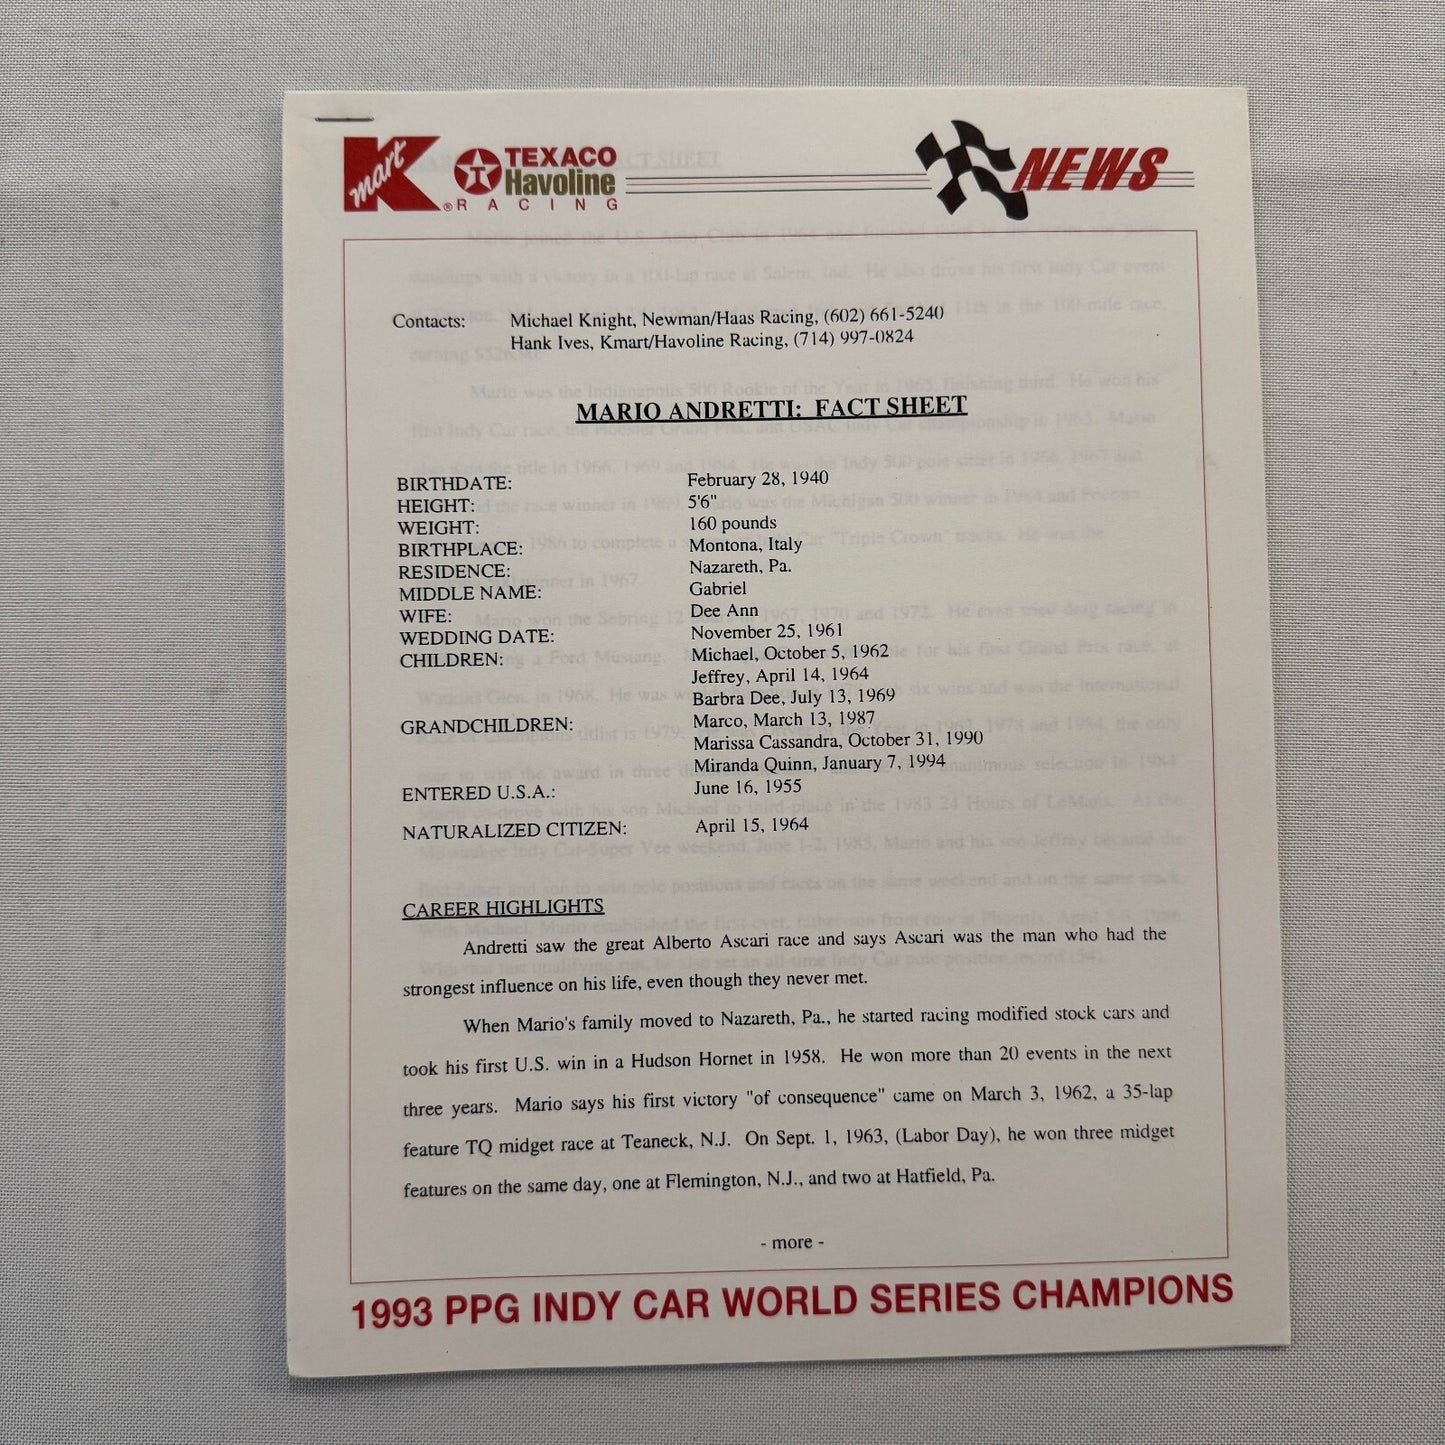 Kmart® TEXACO Havoline RACING NEWS
Contacts: Michael Knight, Newman/Haas Racing, (602) 661-5240
Hank Ives, Kmart/Havoline Racing, (714) 997-0824
MARIO ANDRETTI: FACT SHEET
BIRTHDATE: February 28, 1940
HEIGHT: 5'6"
WEIGHT: 160 pounds
BIRTHPLACE: Montona, Italy
RESIDENCE: Nazareth, Pa.
MIDDLE NAME: Gabriel
WIFE: Dee Ann
WEDDING DATE: November 25, 1961
CHILDREN: Michael, October 5, 1962
Jeffrey, April 14, 1964
Barbra Dee, July 13, 1969
GRANDCHILDREN: Marco, March 13, 1987
Marissa Cassandra, October 31, 1990
Miranda Quinn, January 7, 1994
ENTERED U.S.A.: June 16, 1955
NATURALIZED CITIZEN: April 15, 1964
CAREER HIGHLIGHTS
Andretti saw the great Alberto Ascari race and says Ascari was the man who had the
strongest influence on his life, even though they never met.
When Mario's family moved to Nazareth, Pa., he started racing modified stock cars and
took his first U.S. win in a Hudson Hornet in 1958. He won more than 20 events in the next
three years. Mario says his first victory "of consequence" came on March 3, 1962, a 35-lap
feature TQ midget race at Teaneck, N.J. On Sept. 1, 1963, (Labor Day), he won three midget
features on the same day, one at Flemington, N.J., and two at Hatfield, Pa.
- more -
1993 PPG INDY CAR WORLD SERIES CHAMPIONS